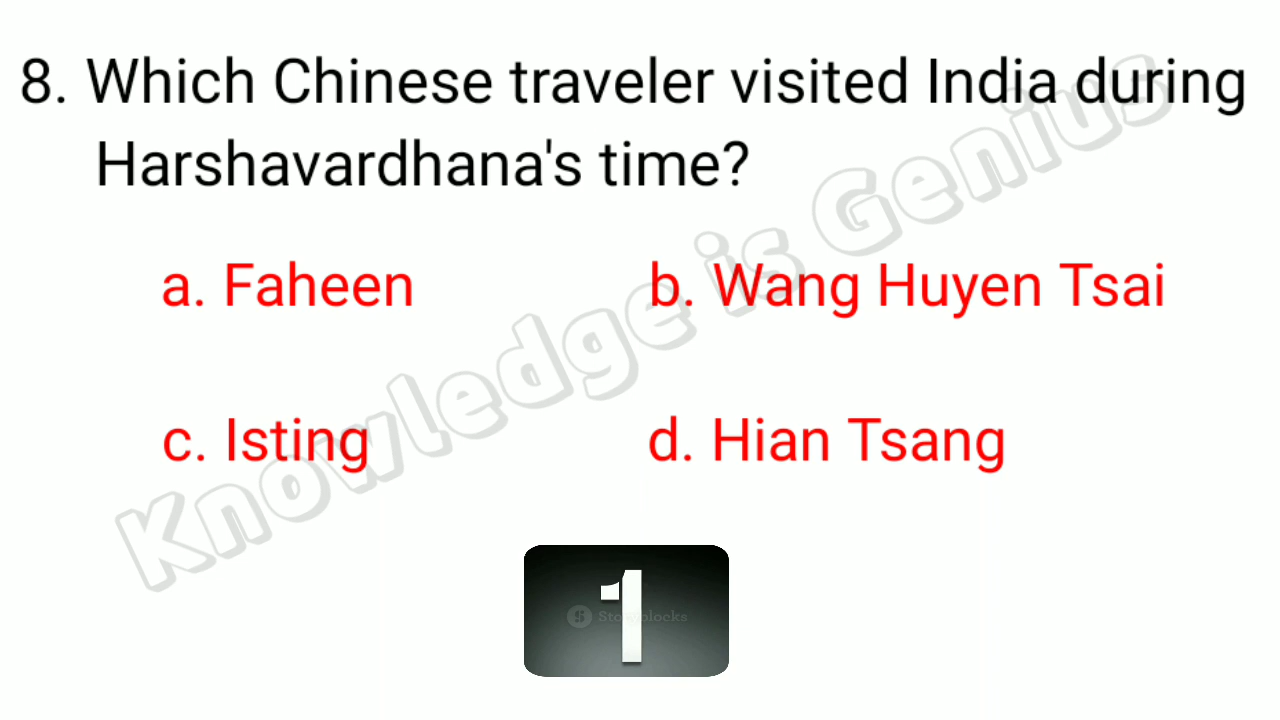 8. Which Chinese traveler visited India during
Harshavardhana's time?
a. Faheen
b. Wang Huyen Tsai
c. Isting
d. Hian Tsang
Knowledge is Genius
1
Storyblocks